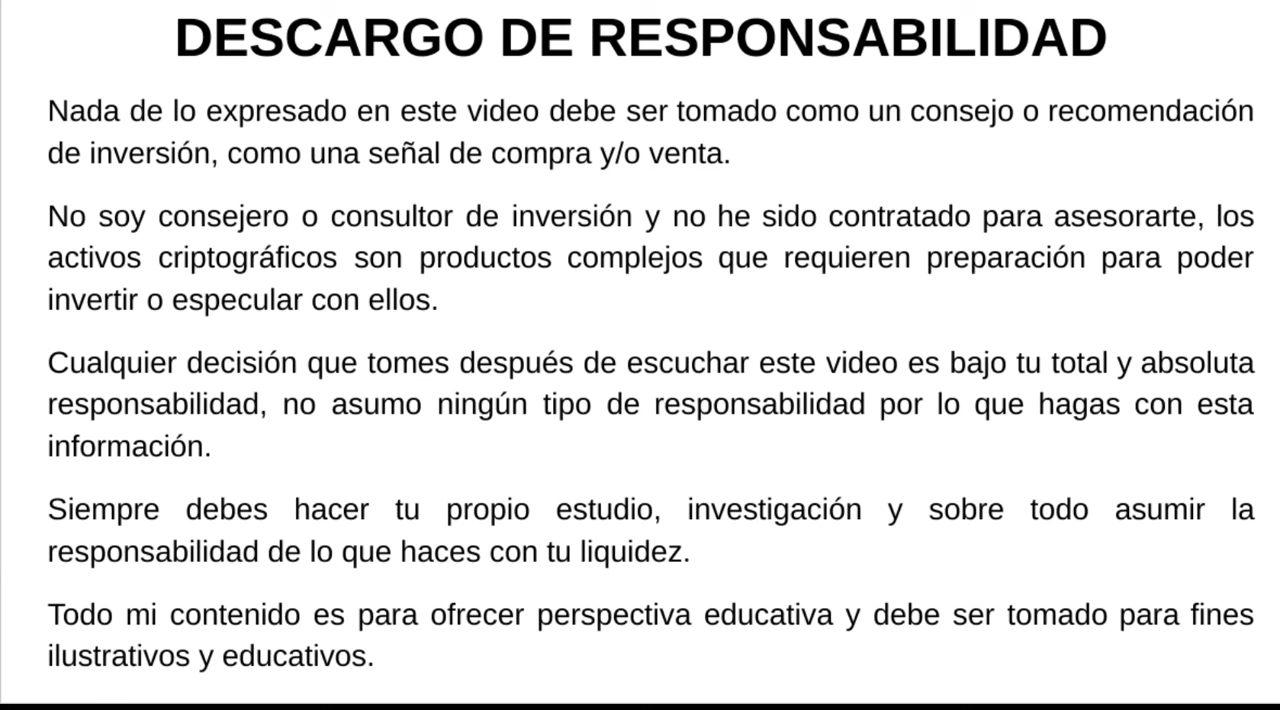 DESCARGO DE RESPONSABILIDAD
Nada de lo expresado en este video debe ser tomado como un consejo o recomendación
de inversión, como una señal de compra y/o venta.
No soy consejero o consultor de inversión y no he sido contratado para asesorarte, los
activos criptográficos son productos complejos que requieren preparación para poder
invertir o especular con ellos.
Cualquier decisión que tomes después de escuchar este video es bajo tu total y absoluta
responsabilidad, no asumo ningún tipo de responsabilidad por lo que hagas con esta
información.
Siempre debes hacer tu propio estudio, investigación y sobre todo asumir la
responsabilidad de lo que haces con tu liquidez.
Todo mi contenido es para ofrecer perspectiva educativa y debe ser tomado para fines
ilustrativos y educativos.